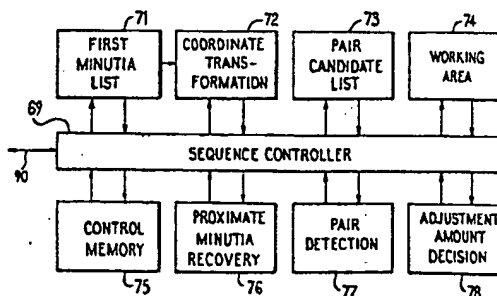 71
72
73
74
FIRST
MINUTIA
LIST
COORDINATE
TRANS-
FORMATION
PAIR
CANDIDATE
LIST
WORKING
AREA
69
SEQUENCE CONTROLLER
90
CONTROL
MEMORY
PROXIMATE
MINUTIA
RECOVERY
PAIR
DETECTION
ADJUSTMENT
AMOUNT
DECISION
75
76
77
78